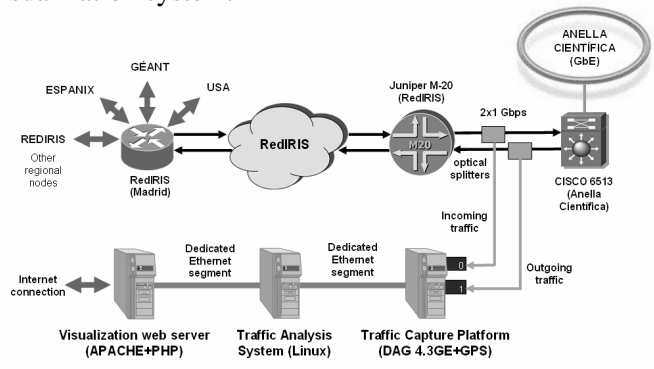 ANELLA
CIENTÍFICA
(GbE)
GÉANT
ESPANIX
USA
REDIRIS
Other
regional
nodes
RedIRIS
(Madrid)
RedIRIS
Juniper M-20
(RedIRIS)
M20
2x1 Gbps
optical
splitters
CISCO 6513
(Anella
Científica)
Incoming
traffic
Outgoing
traffic
0
1
Internet
connection
Dedicated
Ethernet
segment
Dedicated
Ethernet
segment
Visualization web server
(APACHE+PHP)
Traffic Analysis
System (Linux)
Traffic Capture Platform
(DAG 4.3GE+GPS)